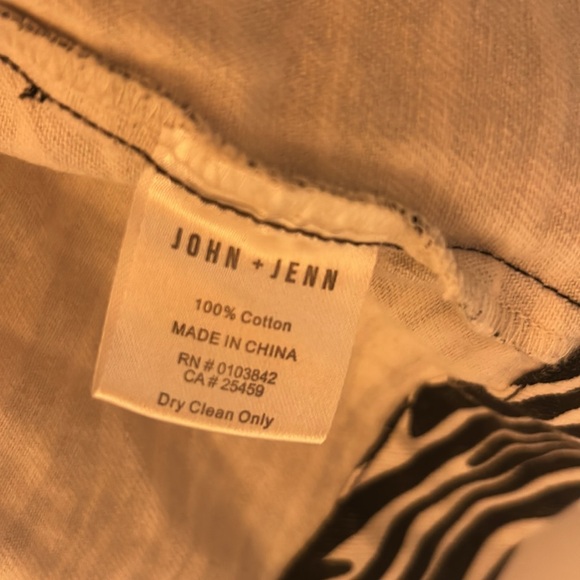 JOHN + JENN
100% Cotton
MADE IN CHINA
RN # 0103842
CA # 25459
Dry Clean Only